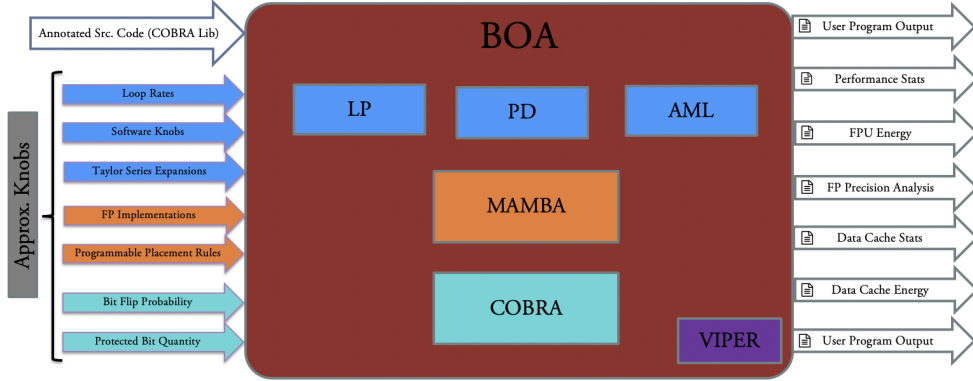 Annotated Src. Code (COBRA Lib)
Approx. Knobs
Loop Rates
Software Knobs
Taylor Series Expansions
FP Implementations
Programmable Placement Rules
Bit Flip Probability
Protected Bit Quantity
BOA
LP
PD
AML
MAMBA
COBRA
VIPER
User Program Output
Performance Stats
FPU Energy
FP Precision Analysis
Data Cache Stats
Data Cache Energy
User Program Output